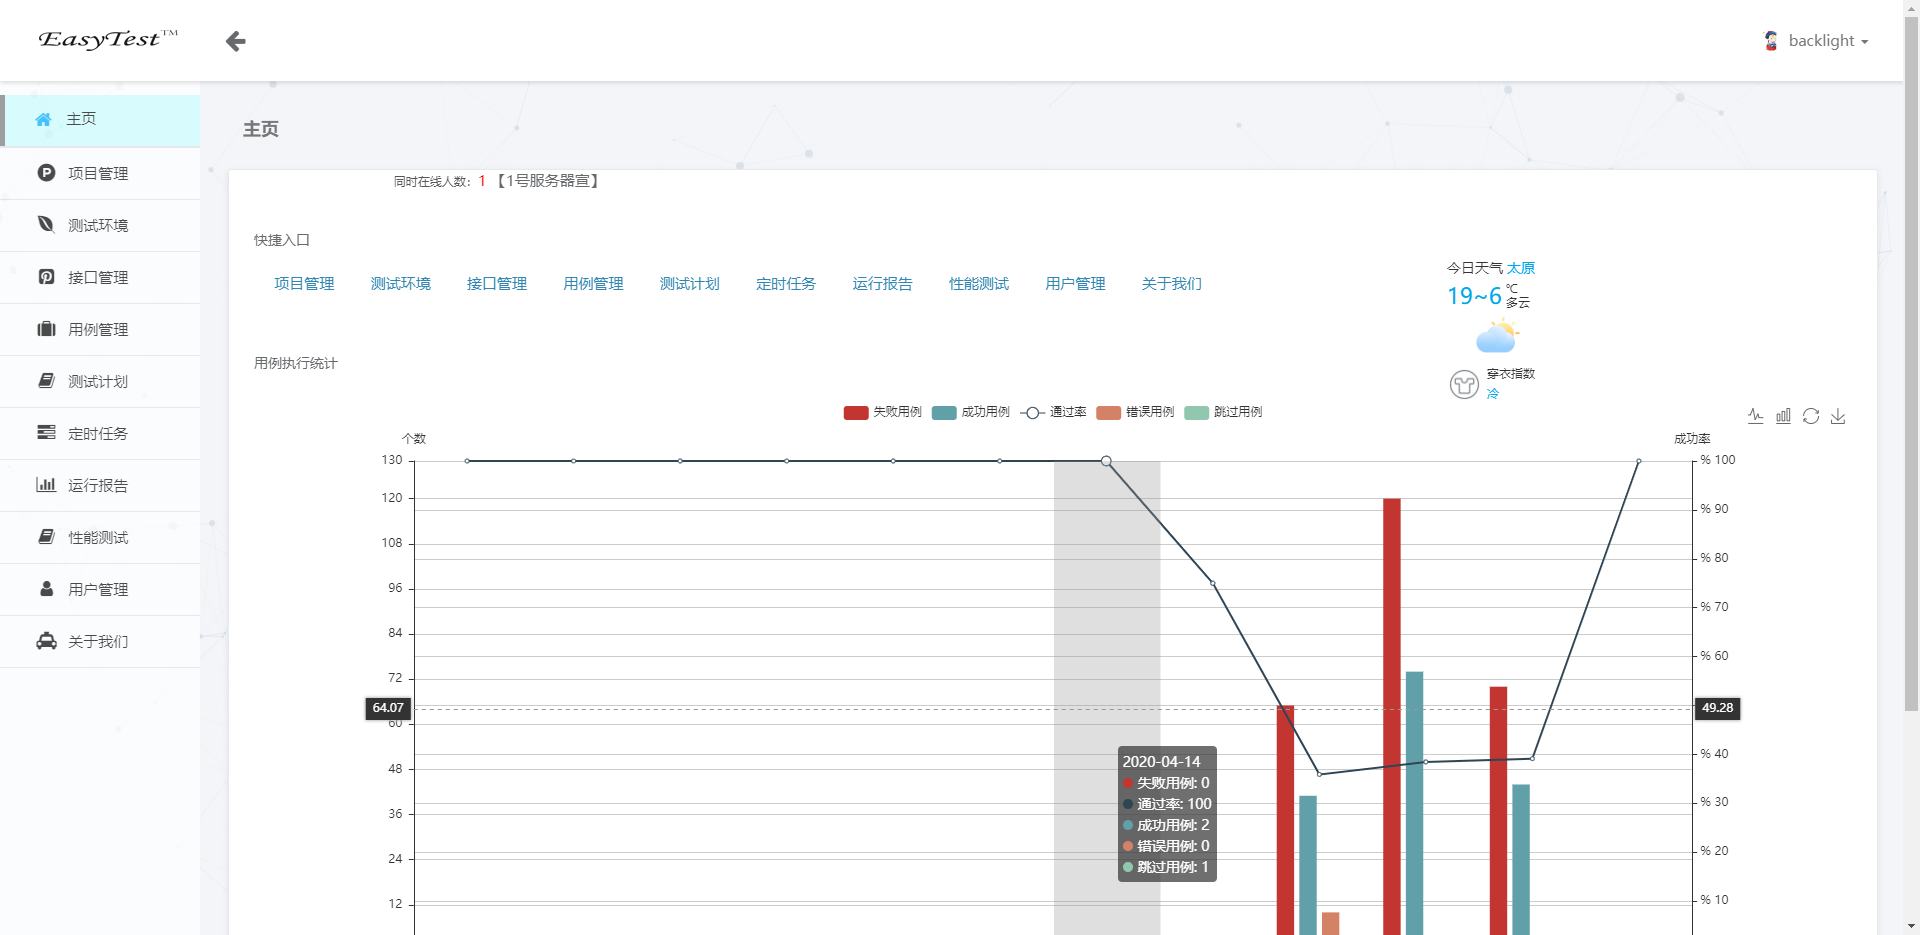 EasyTest™
backlight
主页
项目管理
测试环境
接口管理
用例管理
测试计划
定时任务
运行报告
性能测试
用户管理
关于我们
主页
同时在线人数: 1 【1号服务器宣】
快捷入口
项目管理 测试环境 接口管理 用例管理 测试计划 定时任务 运行报告 性能测试 用户管理 关于我们
今日天气 太原
19~6 ℃
多云
穿衣指数
冷
用例执行统计
失败用例 成功用例 通过率 错误用例 跳过用例
个数
成功率
130
120
108
96
84
72
64.07
60
48
36
24
12
% 100
% 90
% 80
% 70
% 60
49.28
% 40
% 30
% 20
% 10
2020-04-14
失败用例: 0
通过率: 100
成功用例: 2
错误用例: 0
跳过用例: 1